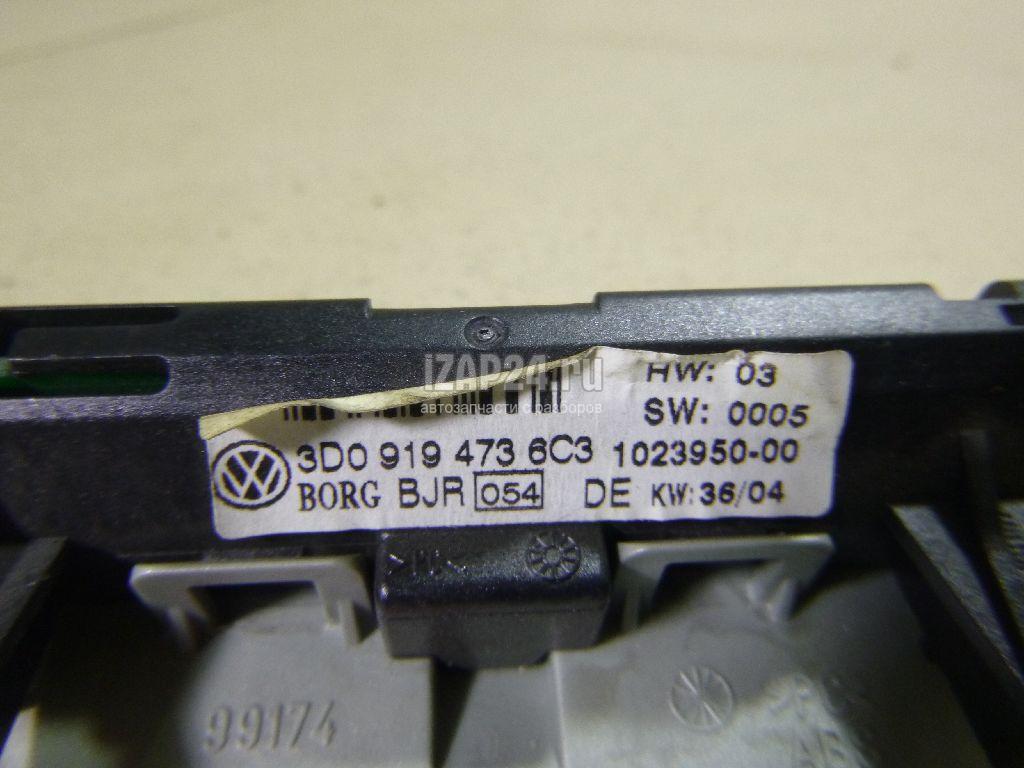 iZAP24.ru
автозапчасти с разборов
HW: 03
SW: 0005
3D0 919 473 6C3 1023950-00
BORG BJR 054 DE KW: 36/04
99174